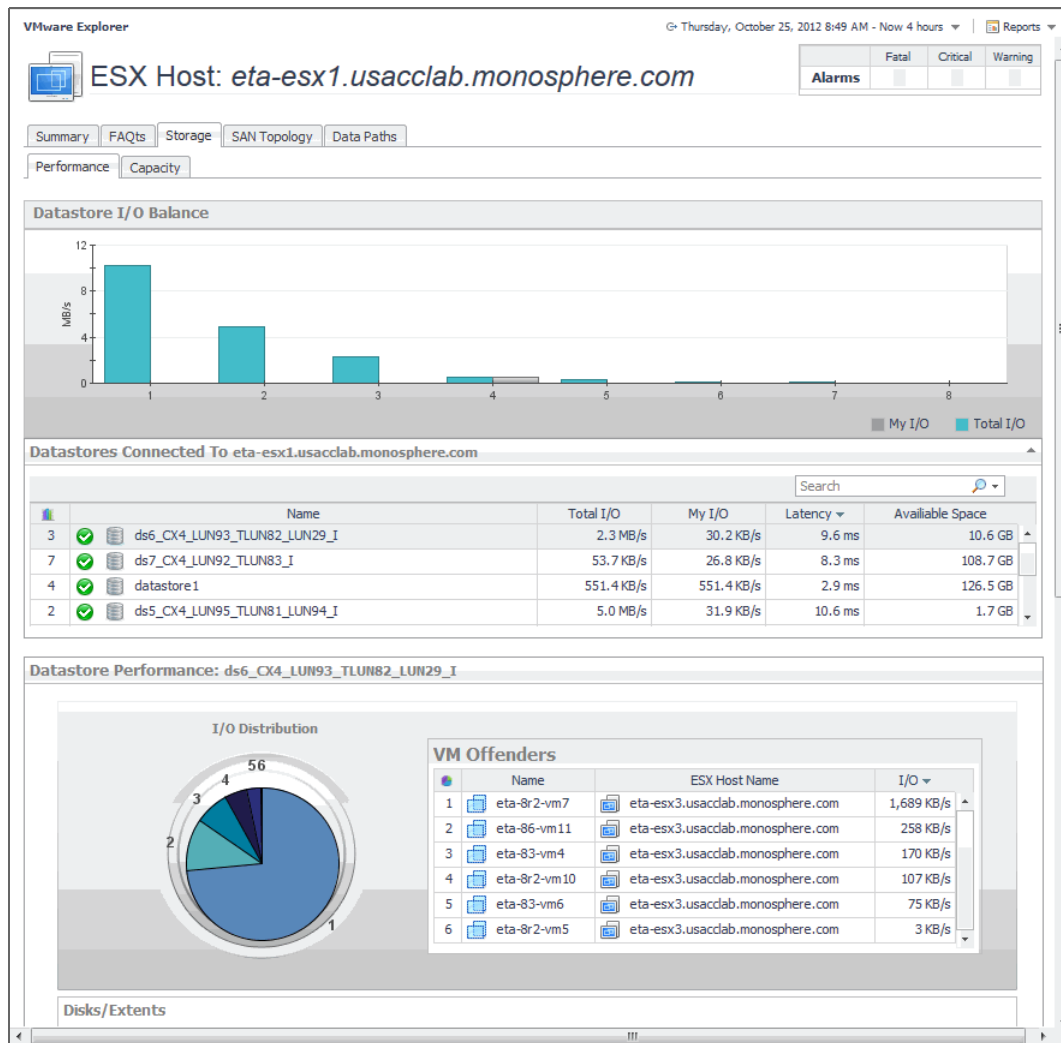 VMware Explorer
Thursday, October 25, 2012 8:49 AM - Now 4 hours
Reports
ESX Host: eta-esx1.usacclab.monosphere.com
Fatal Critical Warning
Alarms
Summary FAQts Storage SAN Topology Data Paths
Performance Capacity
Datastore I/O Balance
12
8
4
0
MB/s
1 2 3 4 5 6 7 8
My I/O Total I/O
Datastores Connected To eta-esx1.usacclab.monosphere.com
Search
Name Total I/O My I/O Latency Available Space
3 ds6_CX4_LUN93_TLUN82_LUN29_I 2.3 MB/s 30.2 KB/s 9.6 ms 10.6 GB
7 ds7_CX4_LUN92_TLUN83_I 53.7 KB/s 26.8 KB/s 8.3 ms 108.7 GB
4 datastore1 551.4 KB/s 551.4 KB/s 2.9 ms 126.5 GB
2 ds5_CX4_LUN95_TLUN81_LUN94_I 5.0 MB/s 31.9 KB/s 10.6 ms 1.7 GB
Datastore Performance: ds6_CX4_LUN93_TLUN82_LUN29_I
I/O Distribution
1
2
3
4
5 6
VM Offenders
Name ESX Host Name I/O
1 eta-8r2-vm7 eta-esx3.usacclab.monosphere.com 1,689 KB/s
2 eta-86-vm11 eta-esx3.usacclab.monosphere.com 258 KB/s
3 eta-83-vm4 eta-esx3.usacclab.monosphere.com 170 KB/s
4 eta-8r2-vm10 eta-esx3.usacclab.monosphere.com 107 KB/s
5 eta-83-vm6 eta-esx3.usacclab.monosphere.com 75 KB/s
6 eta-8r2-vm5 eta-esx3.usacclab.monosphere.com 3 KB/s
Disks/Extents